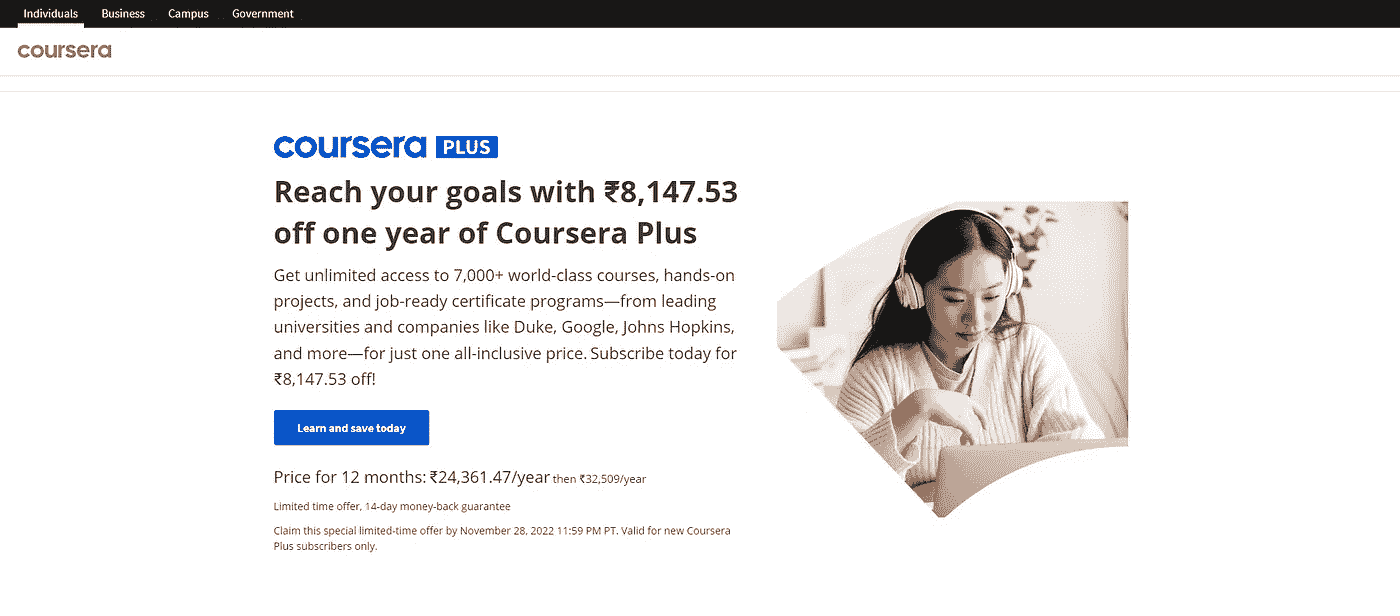 Individuals Business Campus Government
coursera
coursera PLUS
Reach your goals with ₹8,147.53
off one year of Coursera Plus
Get unlimited access to 7,000+ world-class courses, hands-on
projects, and job-ready certificate programs—from leading
universities and companies like Duke, Google, Johns Hopkins,
and more—for just one all-inclusive price. Subscribe today for
₹8,147.53 off!
Learn and save today
Price for 12 months: ₹24,361.47/year then ₹32,509/year
Limited time offer, 14-day money-back guarantee
Claim this special limited-time offer by November 28, 2022 11:59 PM PT. Valid for new Coursera
Plus subscribers only.